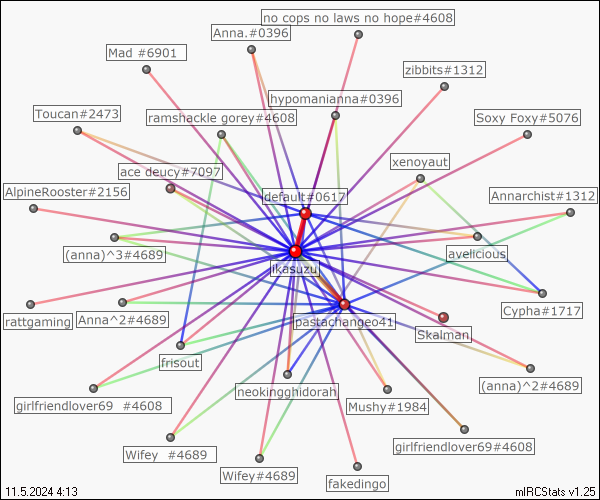 no cops no laws no hope#4608
Anna.#0396
Mad #6901
zibbits#1312
hypomanianna#0396
Toucan#2473
ramshackle gorey#4608
Soxy Foxy#5076
xenoyaut
ace deucy#7097
AlpineRooster#2156
default#0617
Annarchist#1312
(anna)^3#4689
avelicious
ikasuzu
Cypha#1717
rattgaming
Anna^2#4689
pastachangeo41
Skalman
frisout
(anna)^2#4689
neokingghidorah
girlfriendlover69 #4608
Mushy#1984
girlfriendlover69#4608
Wifey #4689
Wifey#4689
fakedingo
11.5.2024 4:13
mIRCStats v1.25